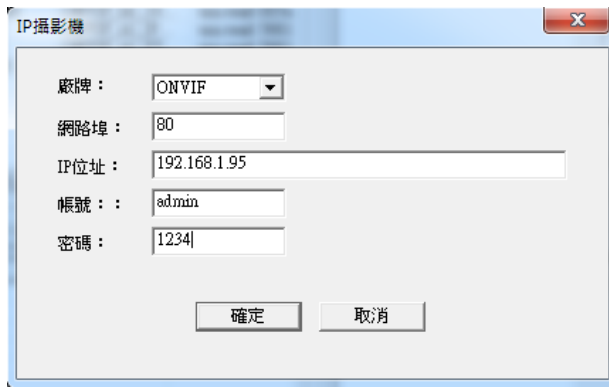 IP攝影機
廠牌： ONVIF
網路埠： 80
IP位址： 192.168.1.95
帳號：： admin
密碼： 1234
確定 取消